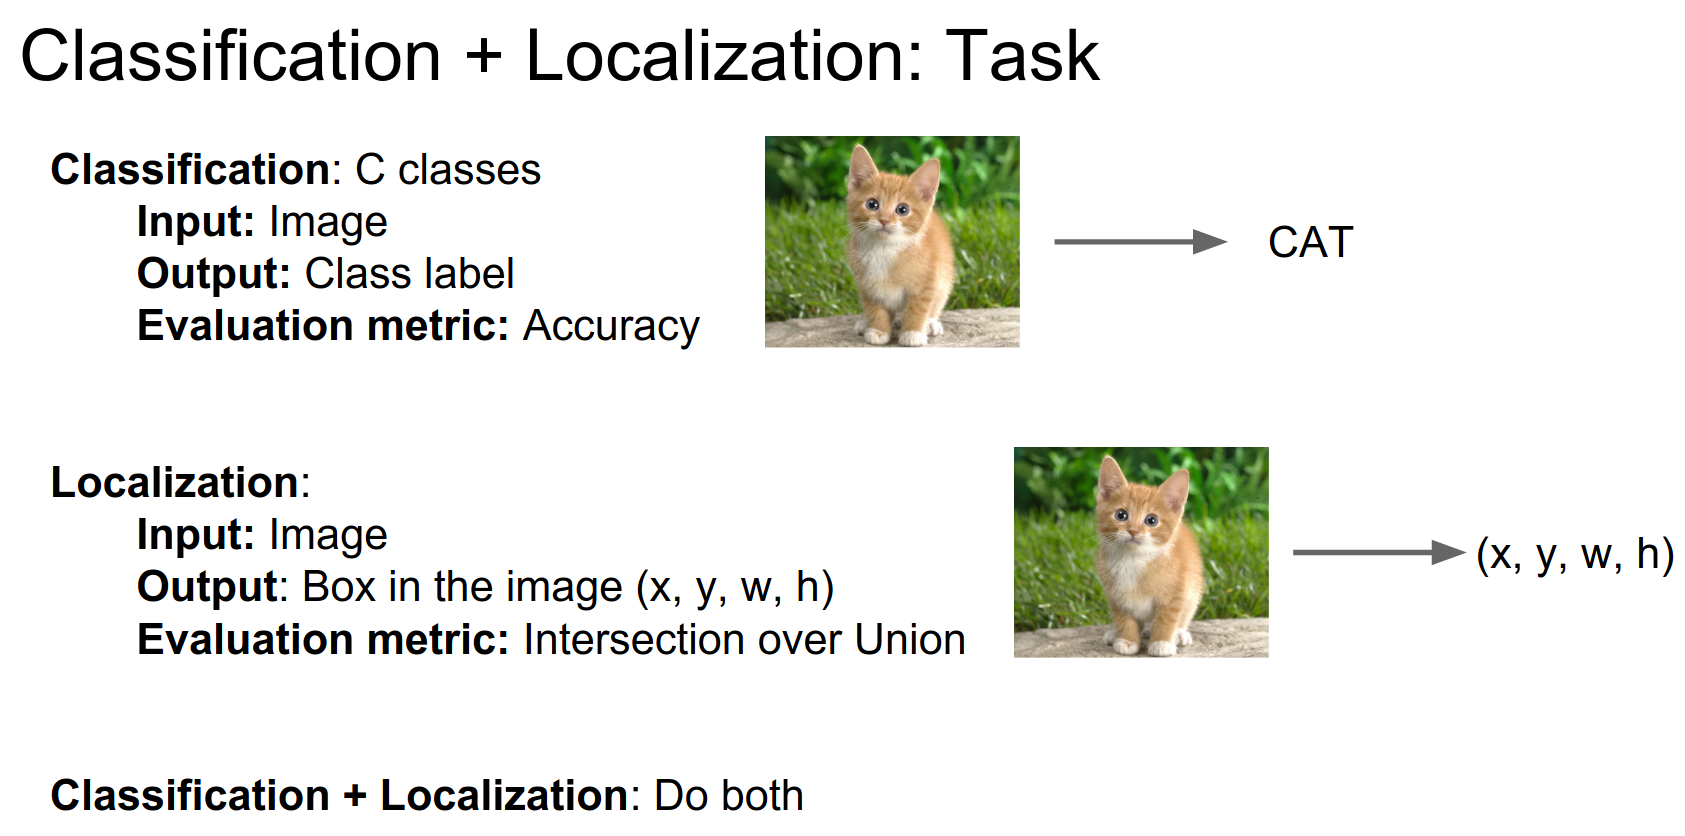 Classification + Localization: Task
Classification: C classes
Input: Image
Output: Class label
Evaluation metric: Accuracy
CAT
Localization:
Input: Image
Output: Box in the image (x, y, w, h)
Evaluation metric: Intersection over Union
(x, y, w, h)
Classification + Localization: Do both